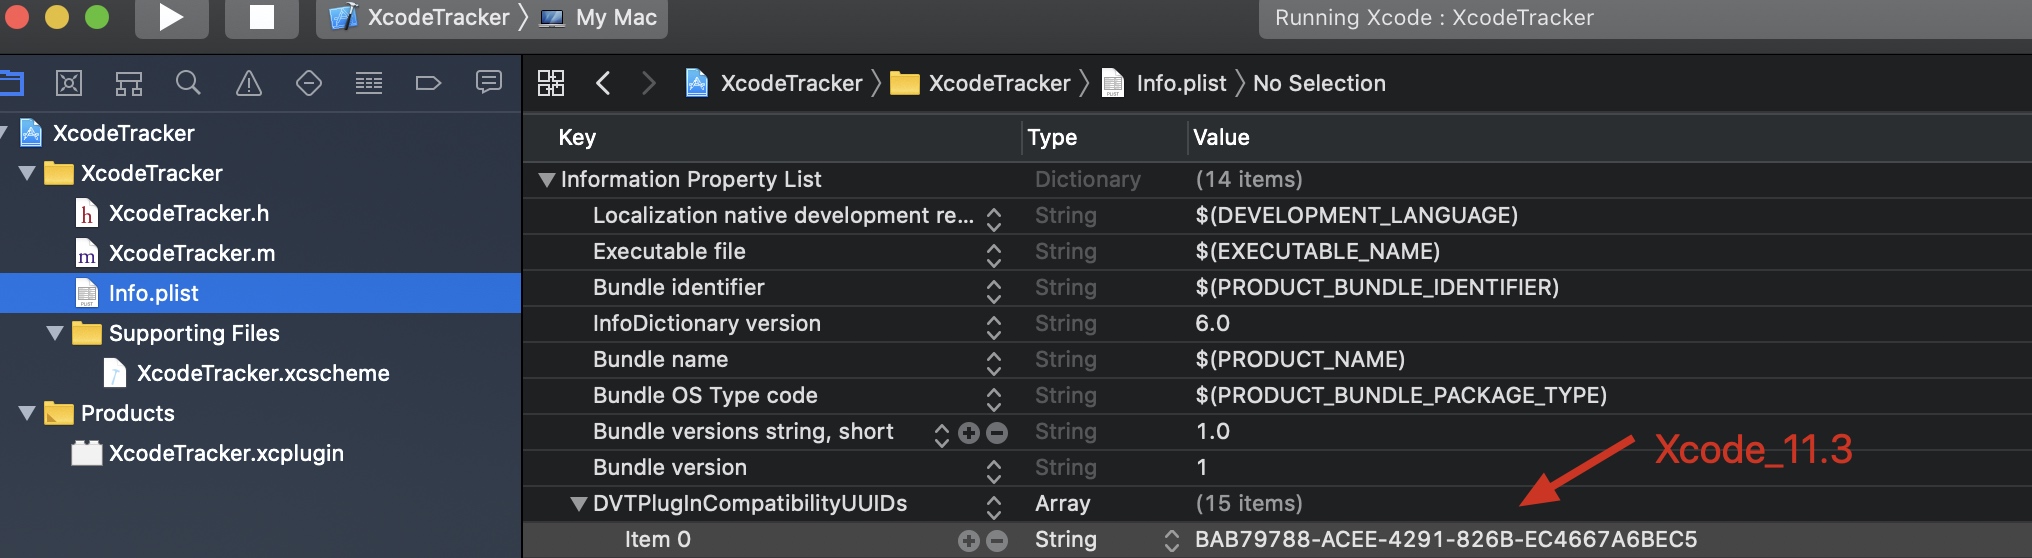 XcodeTracker 〉 My Mac
Running Xcode : XcodeTracker
XcodeTracker 〉 XcodeTracker 〉 Info.plist 〉 No Selection
XcodeTracker
XcodeTracker
XcodeTracker.h
XcodeTracker.m
Info.plist
Supporting Files
XcodeTracker.xcscheme
Products
XcodeTracker.xcplugin
Key Type Value
Information Property List Dictionary (14 items)
Localization native development re... String $(DEVELOPMENT_LANGUAGE)
Executable file String $(EXECUTABLE_NAME)
Bundle identifier String $(PRODUCT_BUNDLE_IDENTIFIER)
InfoDictionary version String 6.0
Bundle name String $(PRODUCT_NAME)
Bundle OS Type code String $(PRODUCT_BUNDLE_PACKAGE_TYPE)
Bundle versions string, short String 1.0
Xcode_11.3
Bundle version String 1
DVTPlugInCompatibilityUUIDs Array (15 items)
Item 0 String BAB79788-ACEE-4291-826B-EC4667A6BEC5